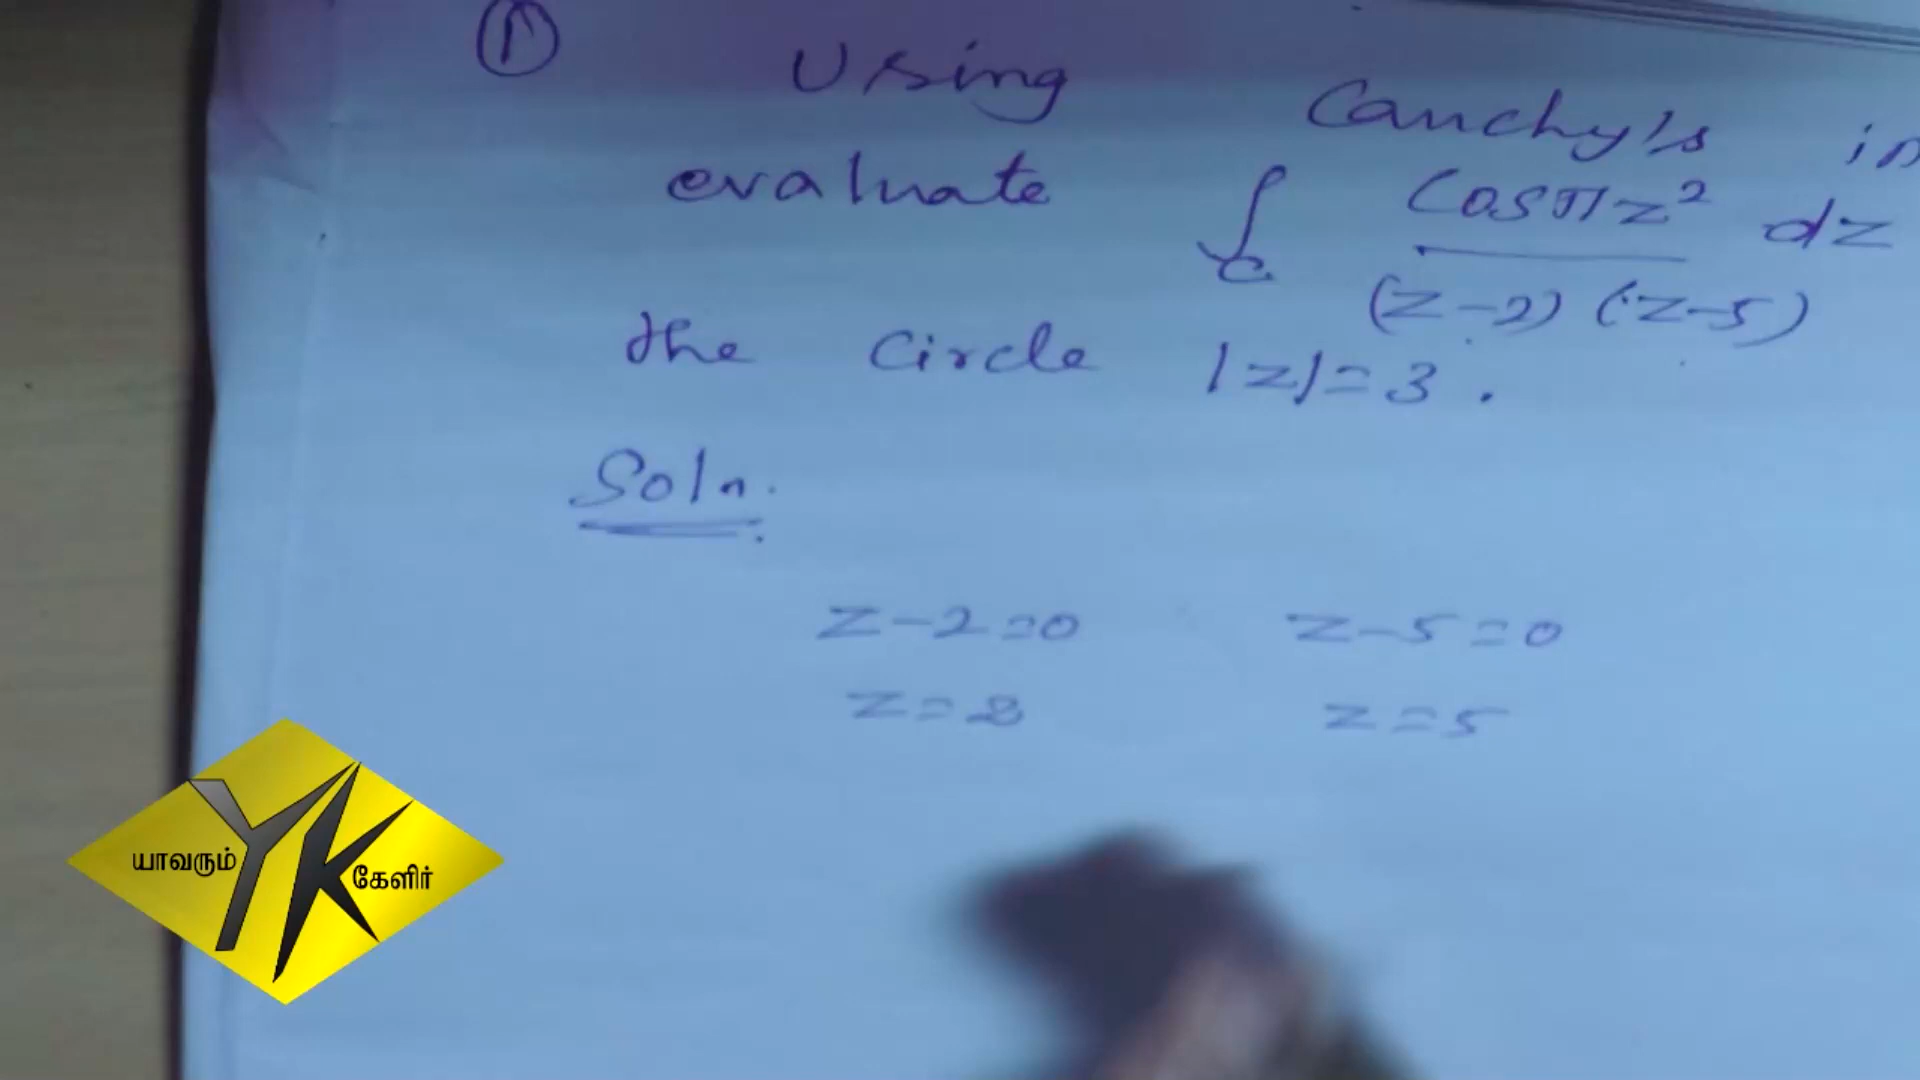 ①
Using Cauchy's in
evaluate ∫c Cosπz² / (z-2) (z-5) dz
the circle |z|=3.
Soln.
z-2=0 z-5=0
z=2 z=5
யாவரும் YK கேளிர்